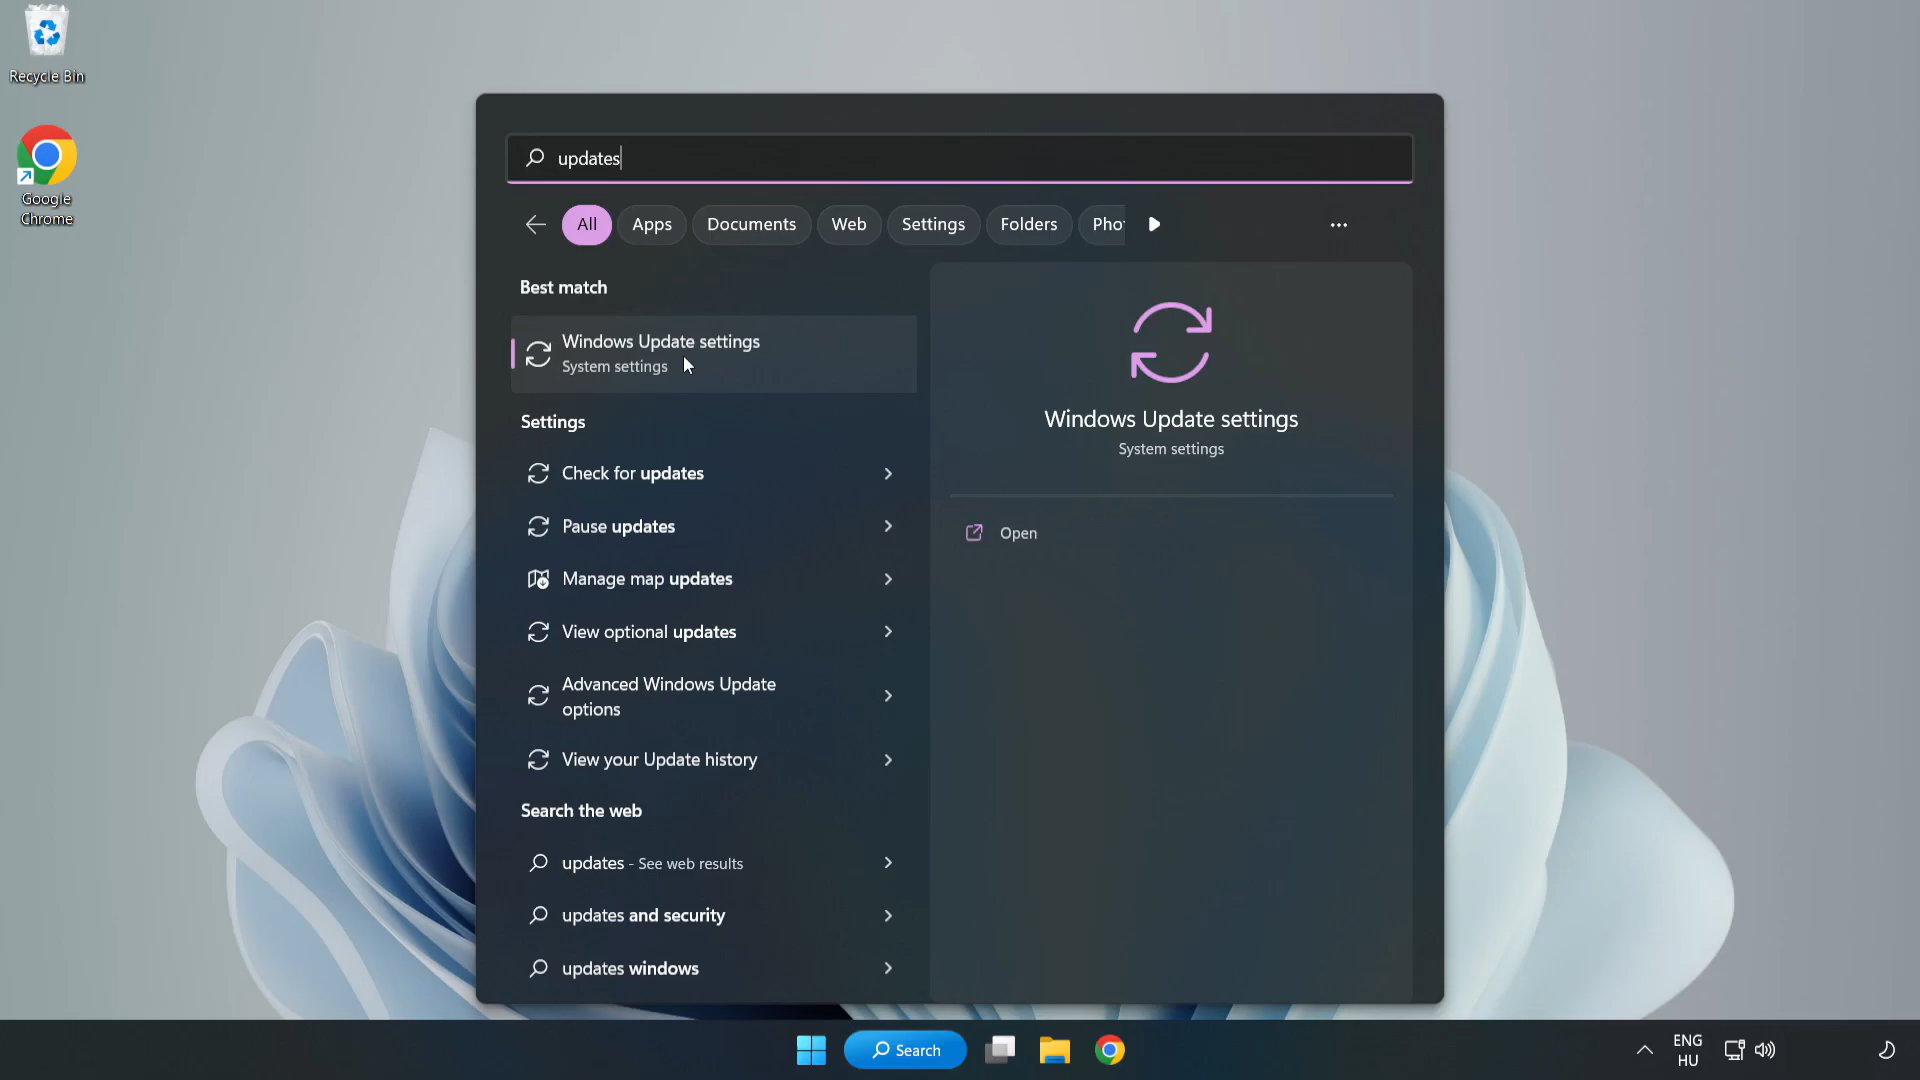 Recycle Bin
Google
Chrome
updates
All
Apps
Documents
Web
Settings
Folders
Pho
Best match
Windows Update settings
System settings
Settings
Check for updates
Pause updates
Manage map updates
View optional updates
Advanced Windows Update
options
View your Update history
Search the web
updates - See web results
updates and security
updates windows
Windows Update settings
System settings
Open
Search
ENG
HU